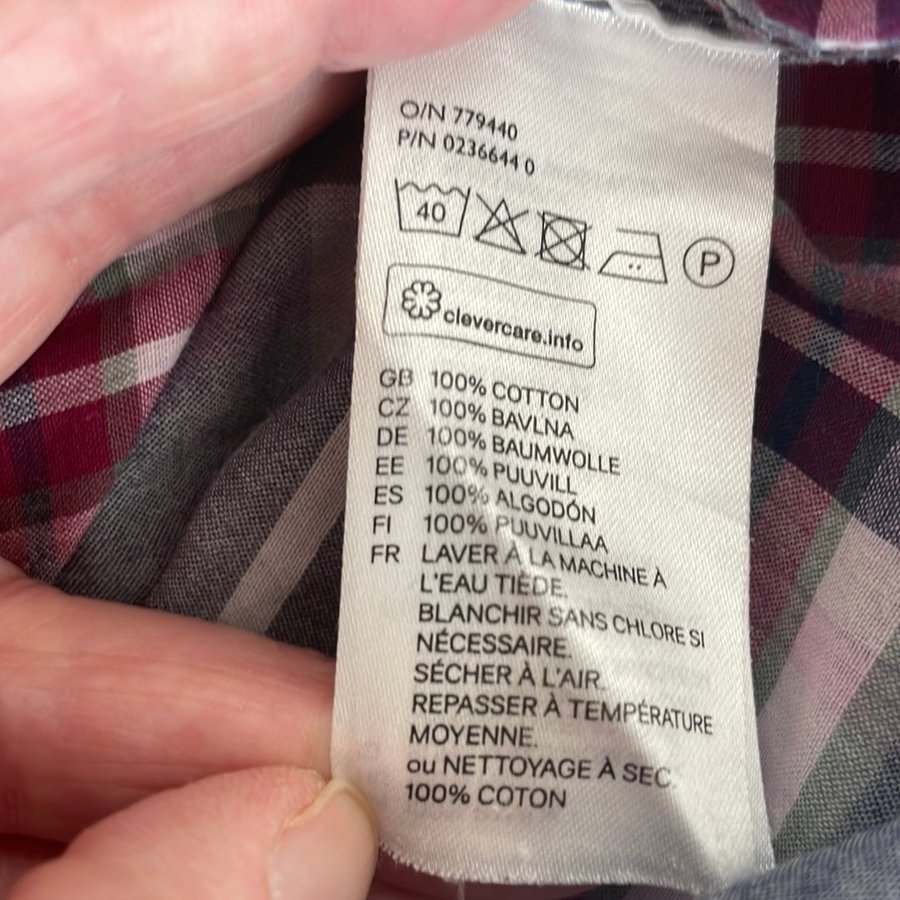 O/N 779440
P/N 0236644 0
40 P
clevercare.info
GB 100% COTTON
CZ 100% BAVLNA
DE 100% BAUMWOLLE
EE 100% PUUVILL
ES 100% ALGODÓN
FI 100% PUUVILLAA
FR LAVER À LA MACHINE À
L'EAU TIÈDE.
BLANCHIR SANS CHLORE SI
NÉCESSAIRE.
SÉCHER À L'AIR.
REPASSER À TEMPÉRATURE
MOYENNE.
ou NETTOYAGE À SEC.
100% COTON